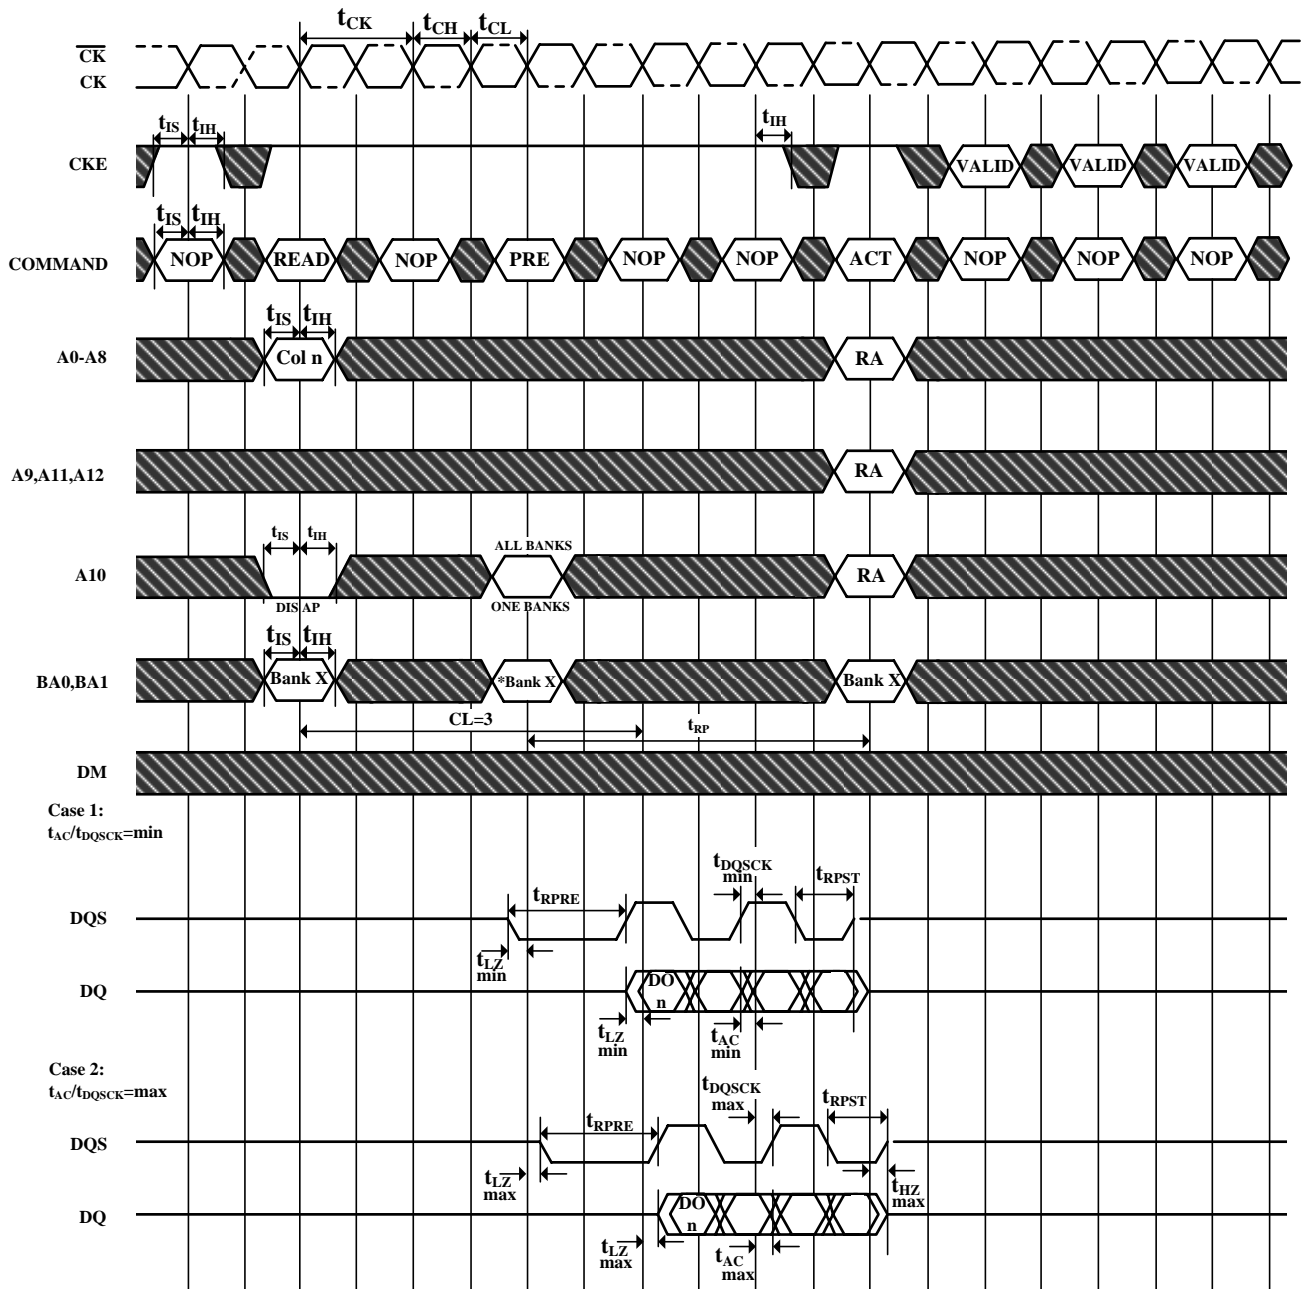 tCK tCH tCL
CK
CK
tIS tIH tIH
CKE VALID VALID VALID
tIS tIH
COMMAND NOP READ NOP PRE NOP NOP ACT NOP NOP NOP
tIS tIH
A0-A8 Col n RA
A9,A11,A12 RA
tIS tIH ALL BANKS
A10 RA
DIS AP ONE BANKS
tIS tIH
BA0,BA1 Bank X *Bank X Bank X
CL=3 tRP
DM
Case 1:
tAC/tDQSCK=min
tDQSCK
min
tRPST
tRPRE
DQS
tLZ
min
DQ DO
n
tLZ
min
tAC
min
Case 2:
tAC/tDQSCK=max
tDQSCK
max
tRPST
tRPRE
DQS
tLZ
max
tHZ
max
DQ DO
n
tLZ
max
tAC
max